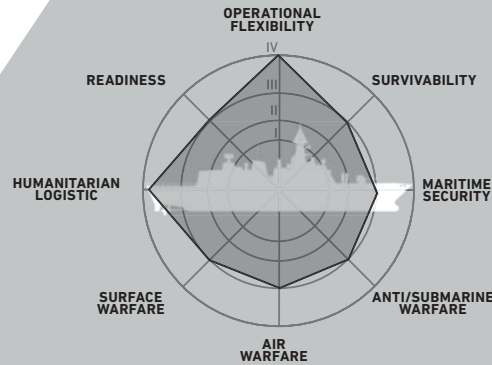 OPERATIONAL
FLEXIBILITY
IV
READINESS
SURVIVABILITY
III
II
I
HUMANITARIAN
LOGISTIC
MARITIME
SECURITY
SURFACE
WARFARE
ANTI/SUBMARINE
WARFARE
AIR
WARFARE